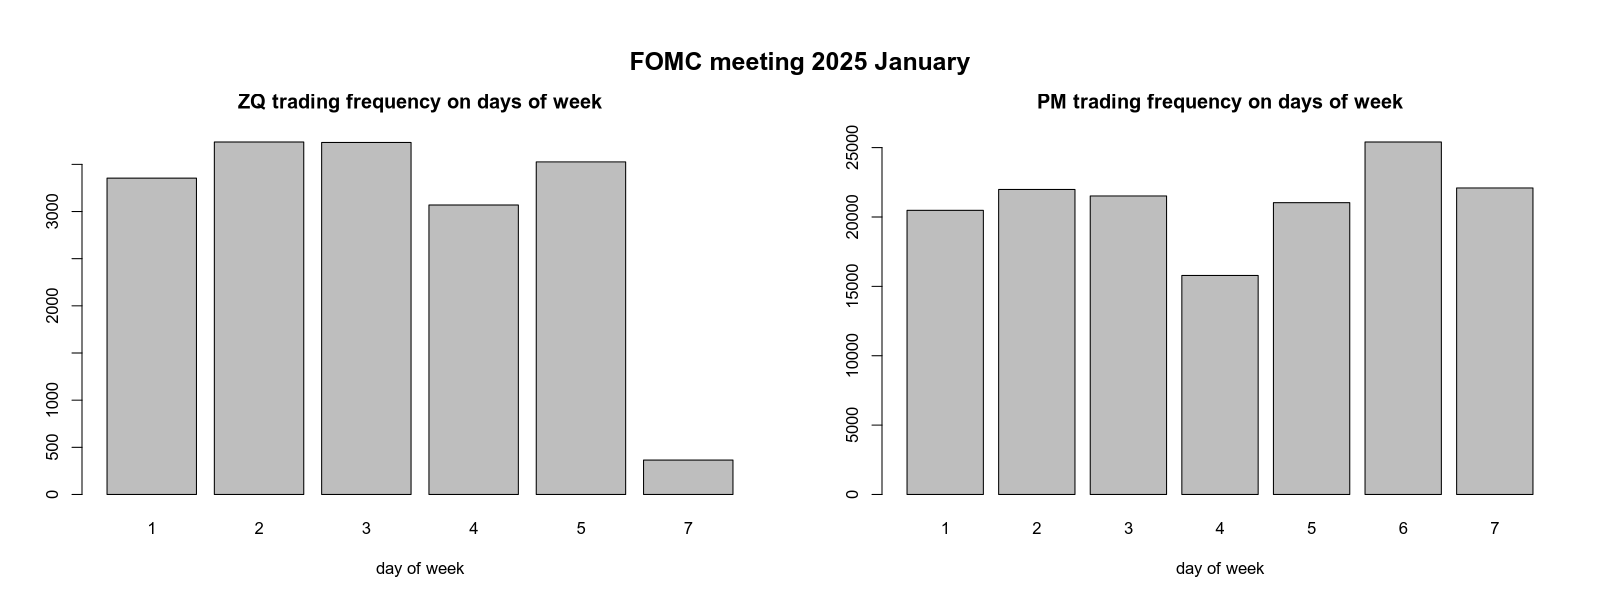 FOMC meeting 2025 January
ZQ trading frequency on days of week
0 500 1000 2000 3000
1 2 3 4 5 7
day of week
PM trading frequency on days of week
0 5000 10000 15000 20000 25000
1 2 3 4 5 6 7
day of week